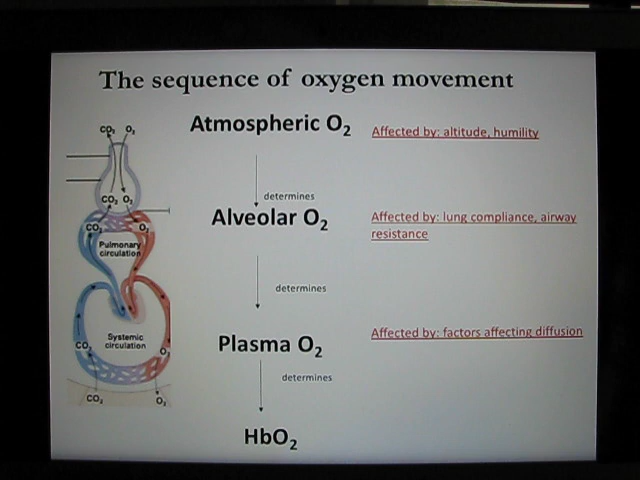 The sequence of oxygen movement
Atmospheric O₂
Affected by: altitude, humility
determines
Alveolar O₂
Affected by: lung compliance, airway
resistance
determines
Plasma O₂
Affected by: factors affecting diffusion
determines
HbO₂
CO₂ O₂
CO₂ O₂
CO₂ O₂
Pulmonary
circulation
Systemic
circulation
CO₂ O₂
CO₂ O₂